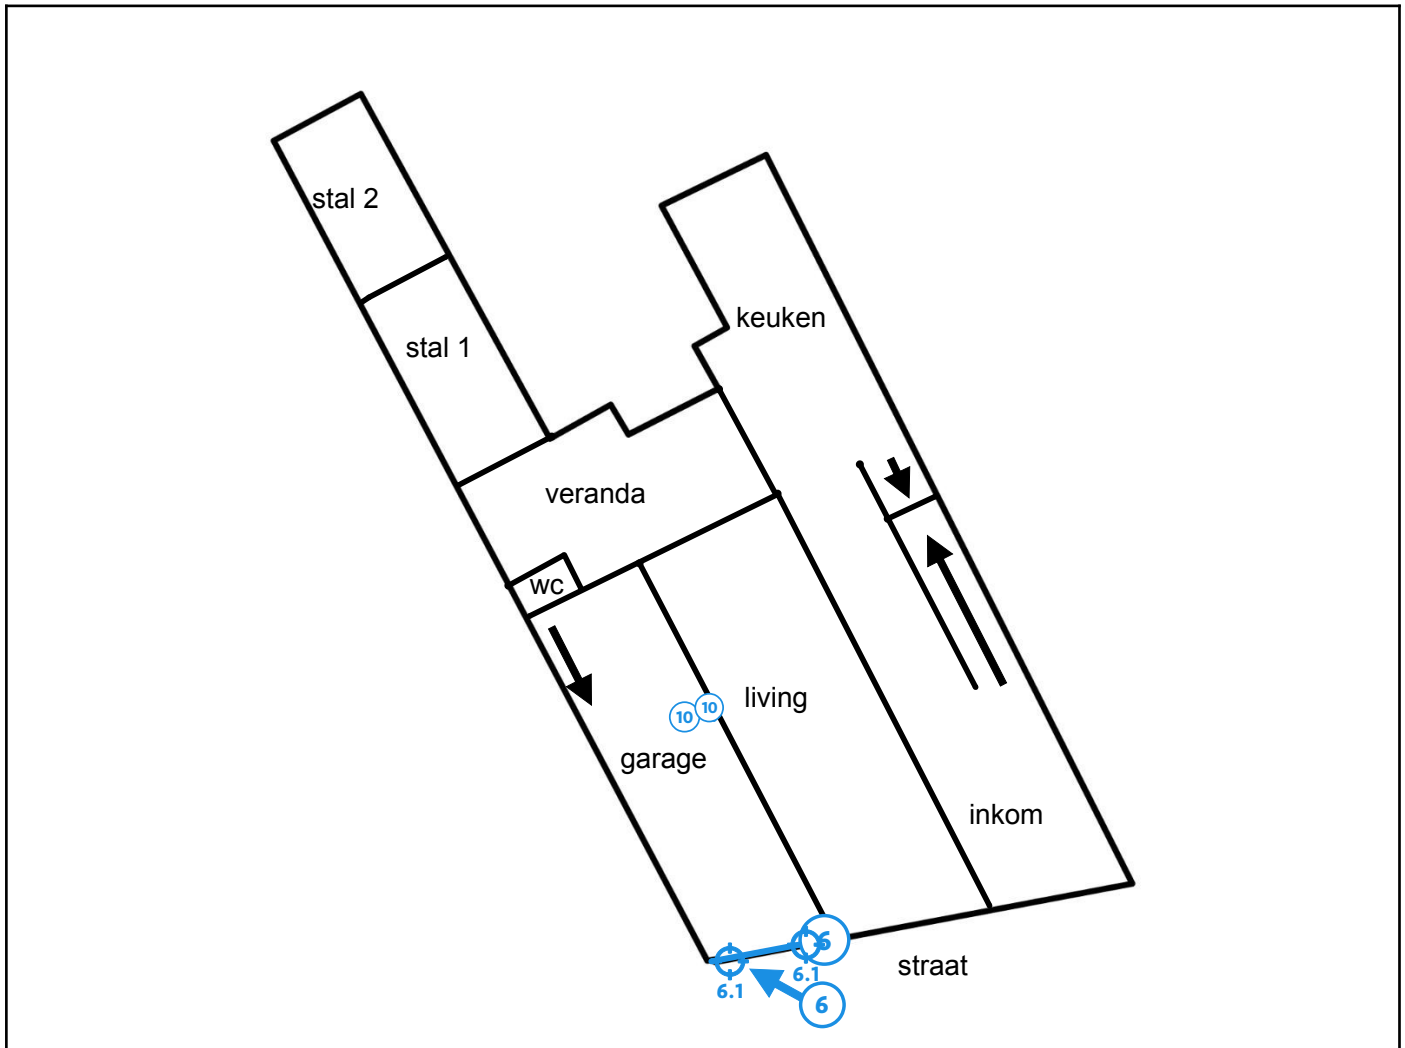 stal 2
keuken
stal 1
veranda
wc
living
10 10
garage
inkom
6
straat
6.1
6.1
6